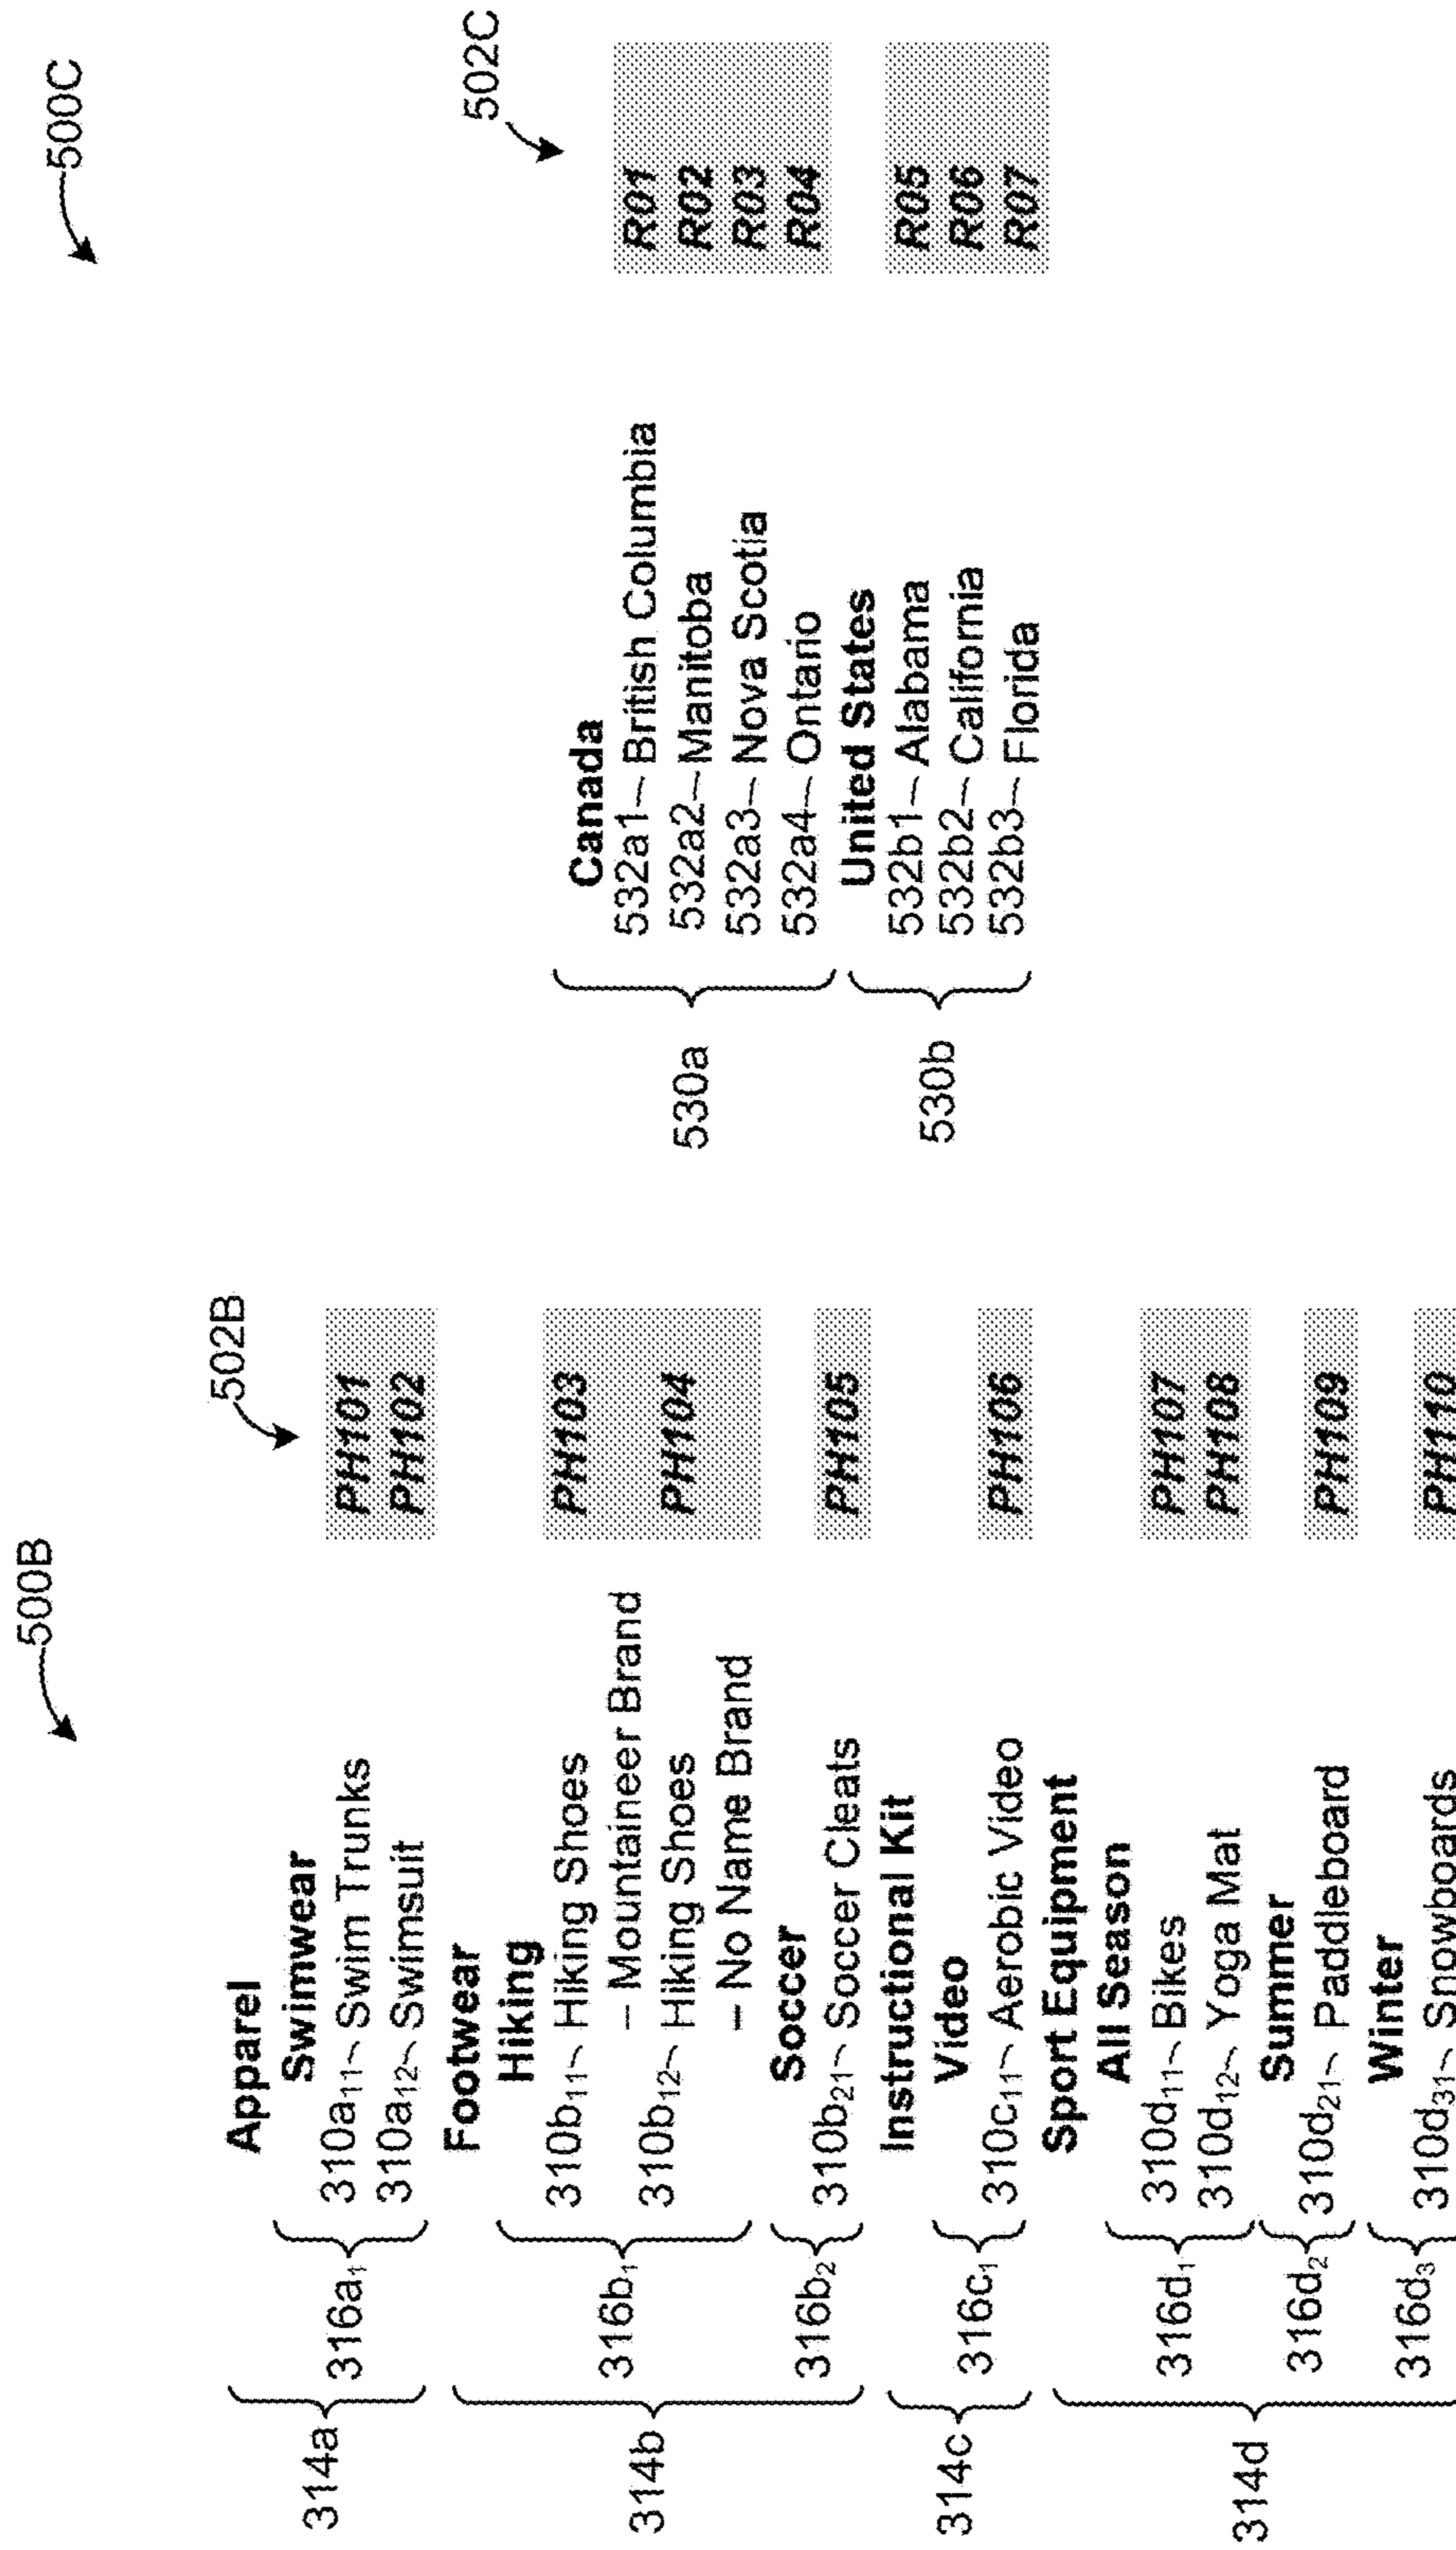 500B
502B
Apparel
Swimwear
314a 316a₁ 310a₁₁ Swim Trunks PH101
310a₁₂ Swimsuit PH102
Footwear
Hiking
310b₁₁ Hiking Shoes PH103
314b 316b₁ – Mountaineer Brand
310b₁₂ Hiking Shoes PH104
– No Name Brand
Soccer
316b₂ 310b₂₁ Soccer Cleats PH105
Instructional Kit
Video
314c 316c₁ 310c₁₁ Aerobic Video PH106
Sport Equipment
All Season
316d₁ 310d₁₁ Bikes PH107
314d 310d₁₂ Yoga Mat PH108
Summer
316d₂ 310d₂₁ Paddleboard PH109
Winter
316d₃ 310d₃₁ Snowboards PH110
500C
502C
Canada
532a1 British Columbia R01
530a 532a2 Manitoba R02
532a3 Nova Scotia R03
532a4 Ontario R04
United States
532b1 Alabama R05
530b 532b2 California R06
532b3 Florida R07